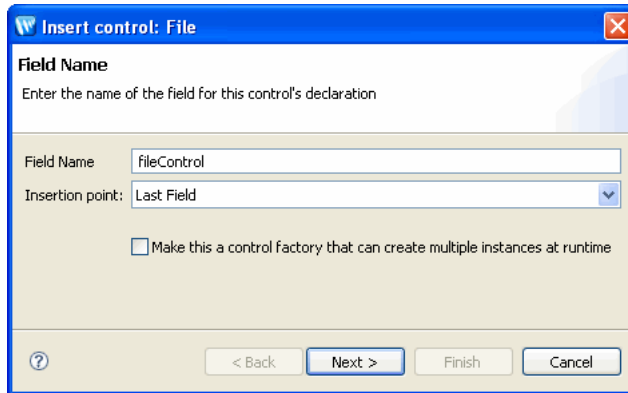 Insert control: File
Field Name
Enter the name of the field for this control's declaration
Field Name fileControl
Insertion point: Last Field
Make this a control factory that can create multiple instances at runtime
? < Back Next > Finish Cancel